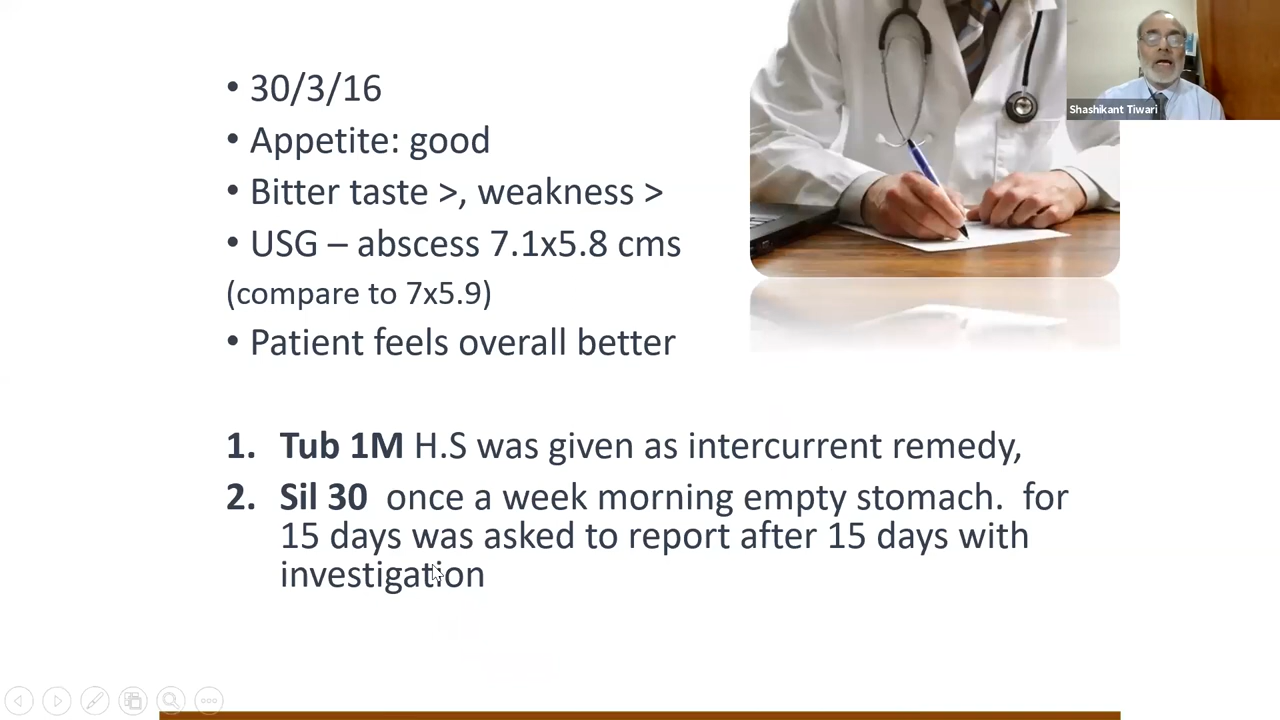 • 30/3/16
• Appetite: good
• Bitter taste >, weakness >
• USG – abscess 7.1x5.8 cms
(compare to 7x5.9)
• Patient feels overall better
1. Tub 1M H.S was given as intercurrent remedy,
2. Sil 30 once a week morning empty stomach. for
15 days was asked to report after 15 days with
investigation
Shashikant Tiwari